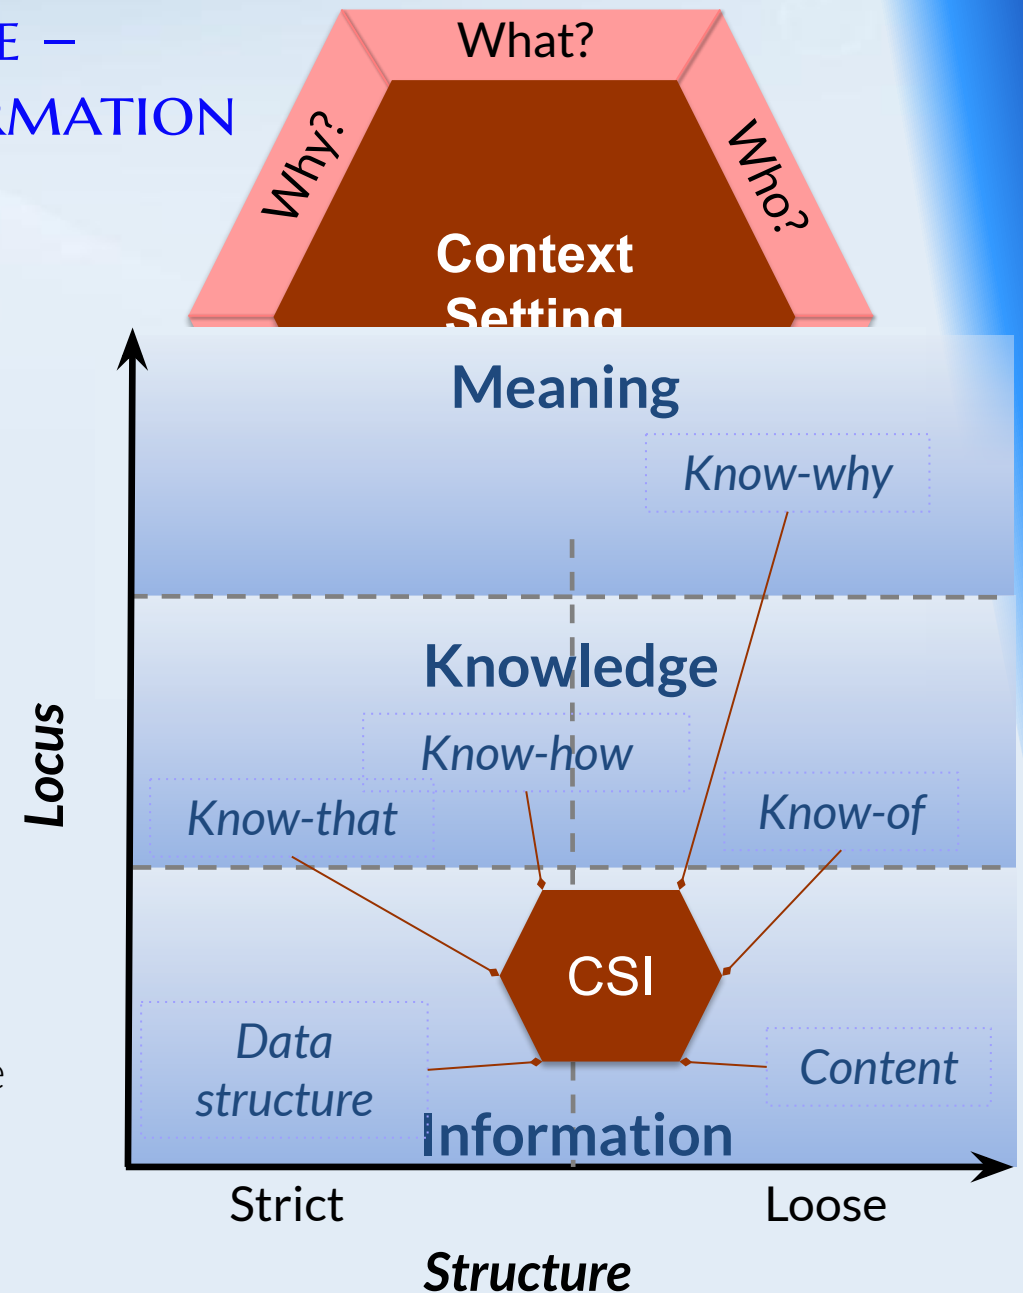 E –
RMATION
What?
Why?
Who?
Context
Setting
Meaning
Know-why
Knowledge
Know-how
Know-that
Know-of
Locus
CSI
Data
structure
Content
e
Information
Strict
Loose
Structure